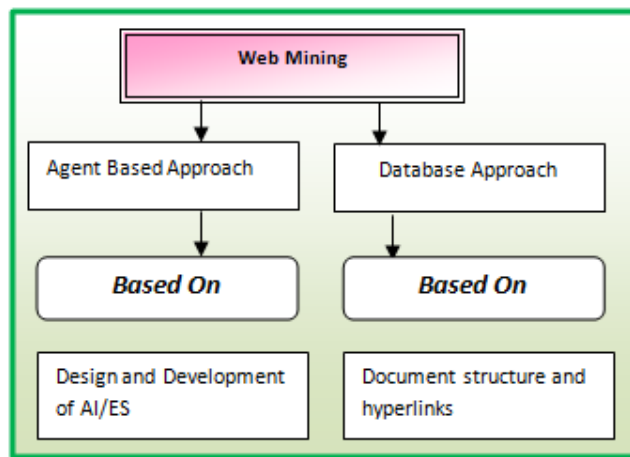 Web Mining
Agent Based Approach
Database Approach
Based On
Based On
Design and Development
of AI/ES
Document structure and
hyperlinks